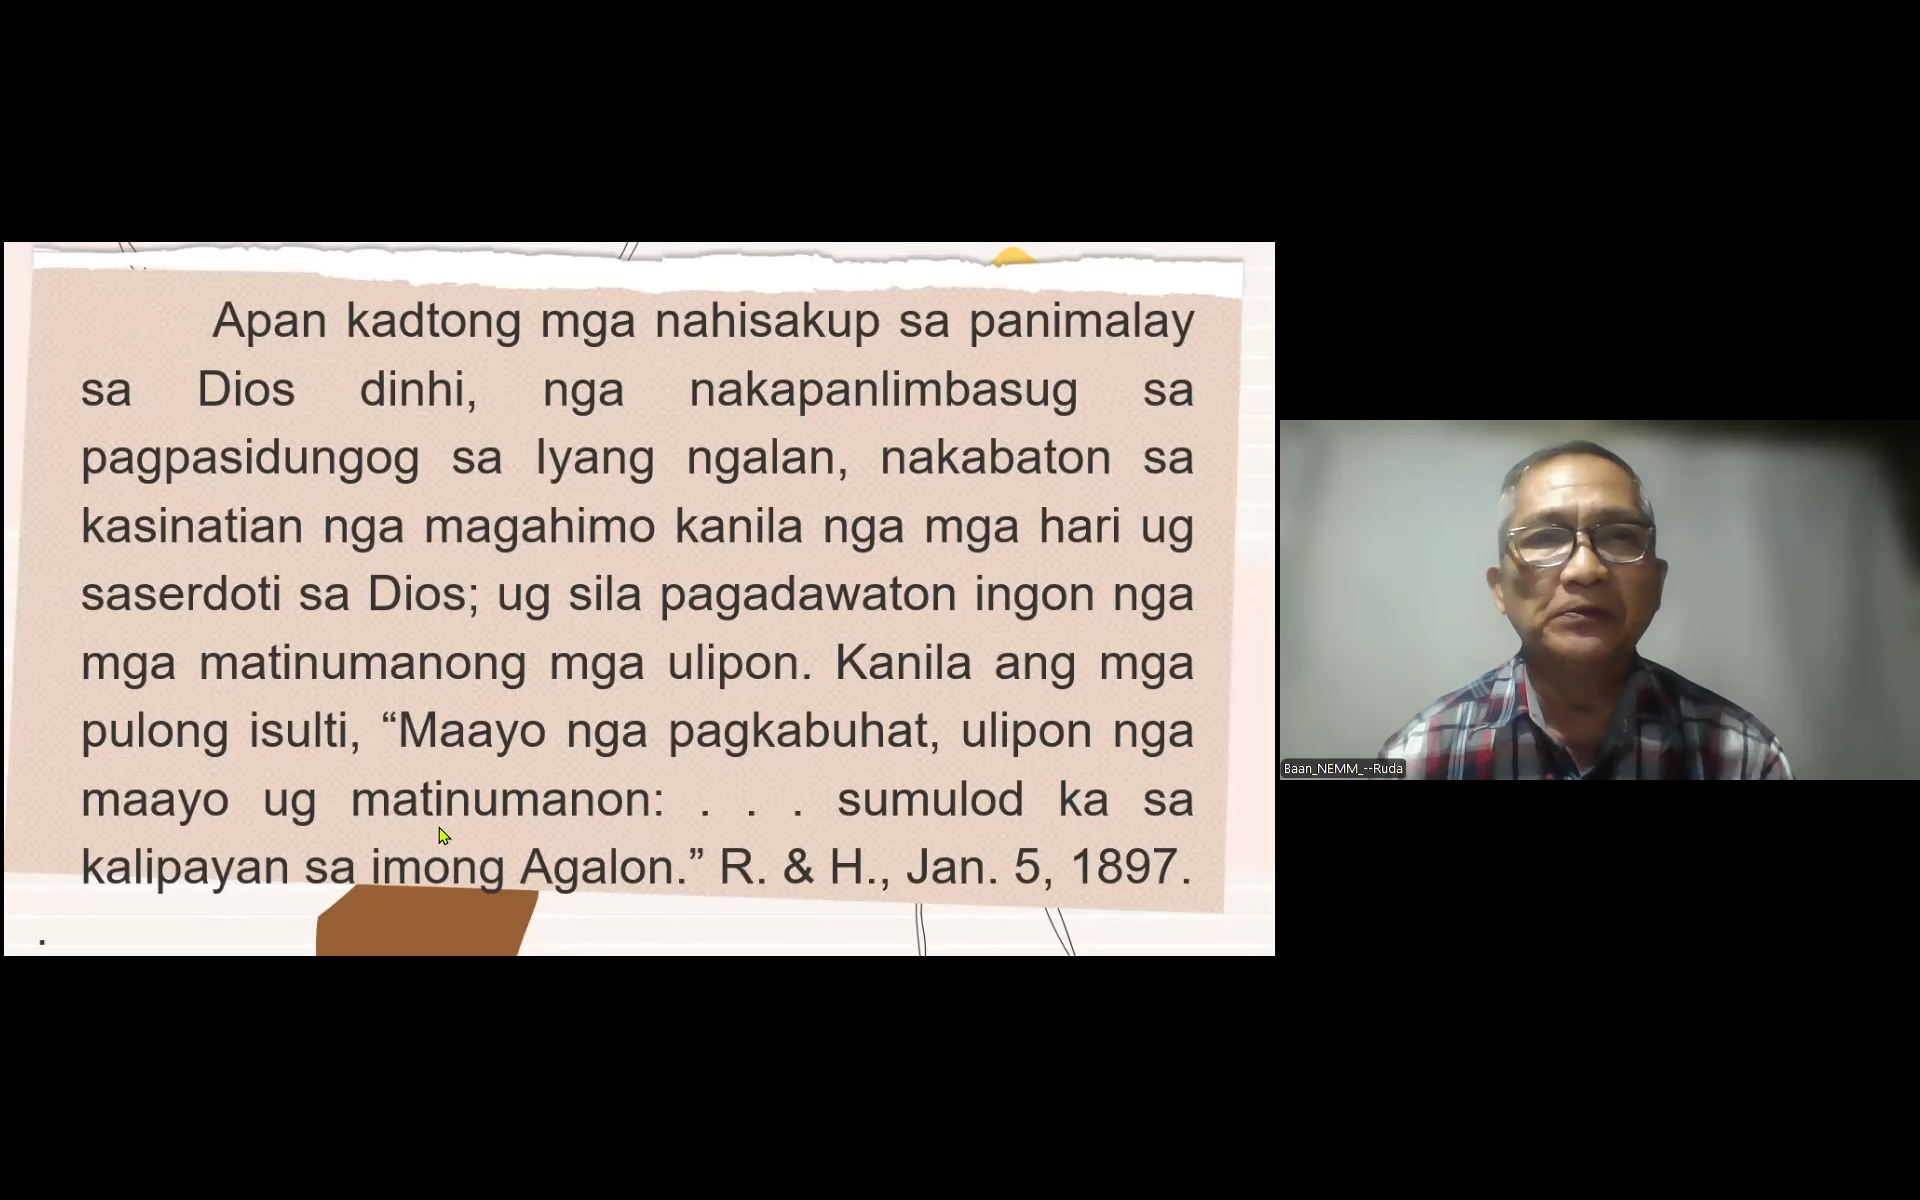 Apan kadtong mga nahisakup sa panimalay
sa Dios dinhi, nga nakapanlimbasug sa
pagpasidungog sa Iyang ngalan, nakabaton sa
kasinatian nga magahimo kanila nga mga hari ug
saserdoti sa Dios; ug sila pagadawaton ingon nga
mga matinumanong mga ulipon. Kanila ang mga
pulong isulti, “Maayo nga pagkabuhat, ulipon nga
maayo ug matinumanon: . . . sumulod ka sa
kalipayan sa imong Agalon.” R. & H., Jan. 5, 1897.
.
Baan_NEMM_--Ruda